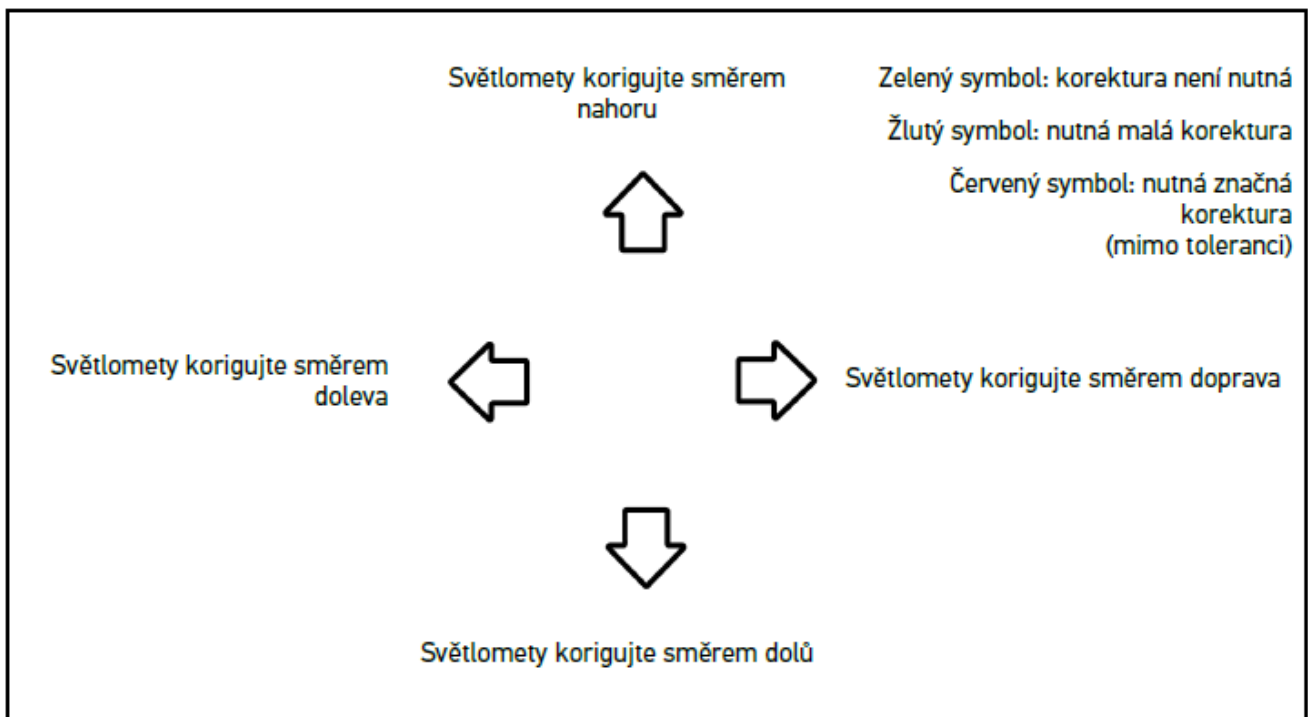 Světlomety korigujte směrem
nahoru
Zelený symbol: korektura není nutná
Žlutý symbol: nutná malá korektura
Červený symbol: nutná značná
korektura
(mimo toleranci)
Světlomety korigujte směrem
doleva
Světlomety korigujte směrem doprava
Světlomety korigujte směrem dolů